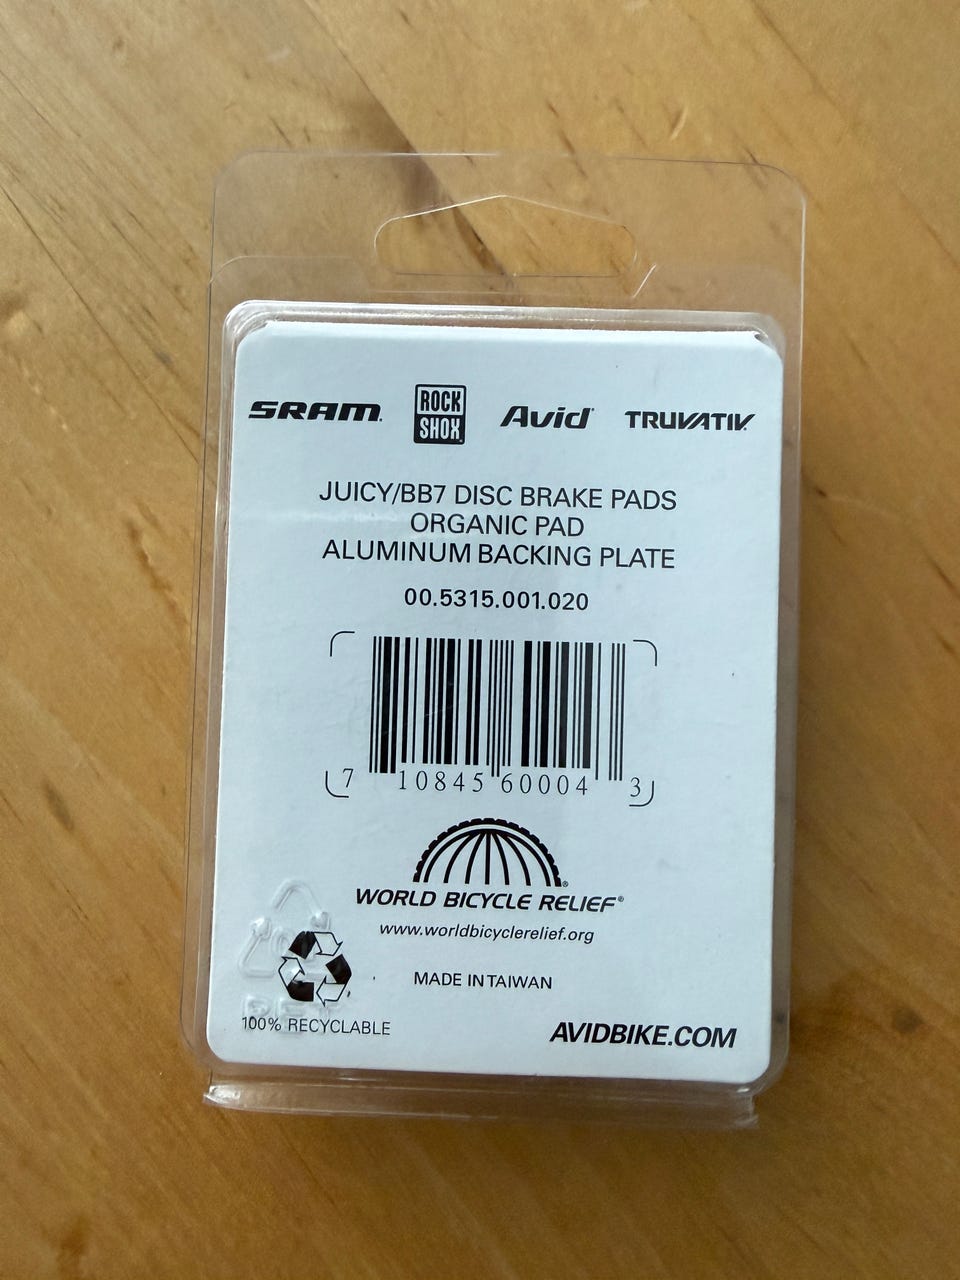 SRAM ROCK SHOX Avid TRUVATIV
JUICY/BB7 DISC BRAKE PADS
ORGANIC PAD
ALUMINUM BACKING PLATE
00.5315.001.020
7 10845 60004 3
WORLD BICYCLE RELIEF®
www.worldbicyclerelief.org
MADE IN TAIWAN
100% RECYCLABLE
AVIDBIKE.COM